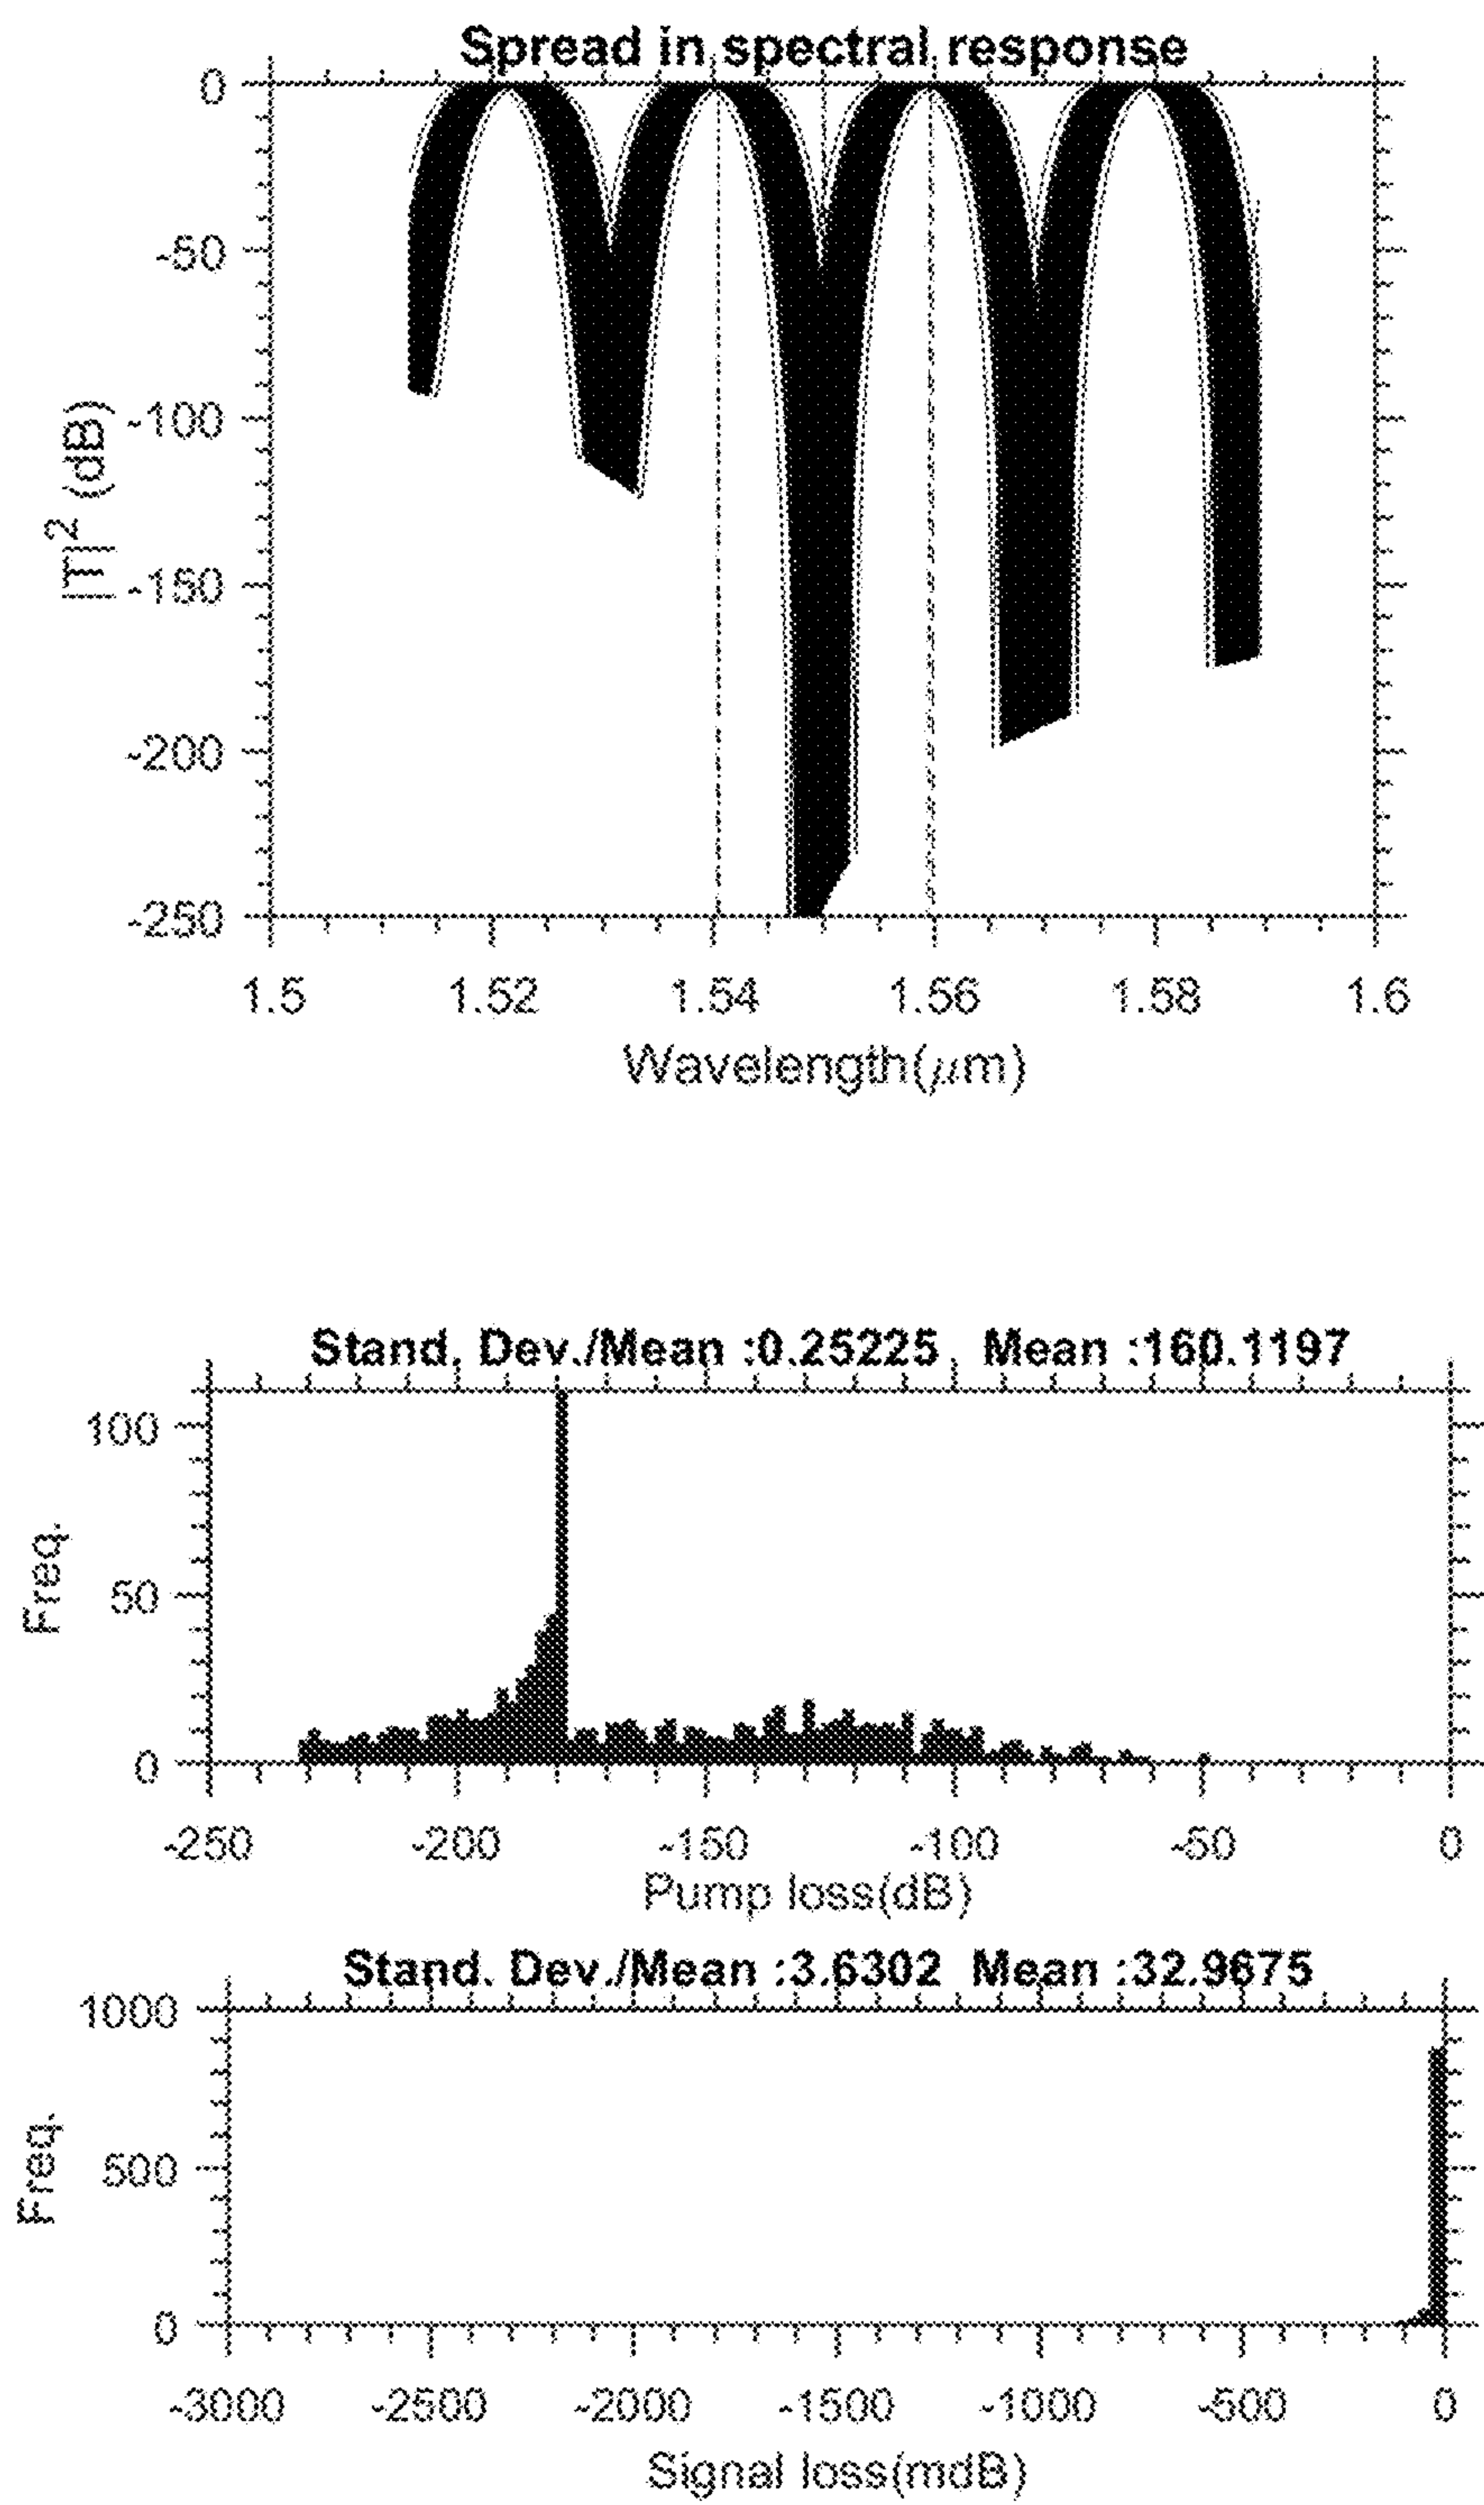 Spread in spectral response
0
-50
-100
-150
-200
-250
|T|² (dB)
1.5 1.52 1.54 1.56 1.58 1.6
Wavelength(μm)
Stand. Dev./Mean :0.25225 Mean :160.1197
100
50
0
Freq.
-250 -200 -150 -100 -50 0
Pump loss(dB)
Stand. Dev./Mean :3.6302 Mean :32.9675
1000
500
0
Freq.
-3000 -2500 -2000 -1500 -1000 -500 0
Signal loss(mdB)